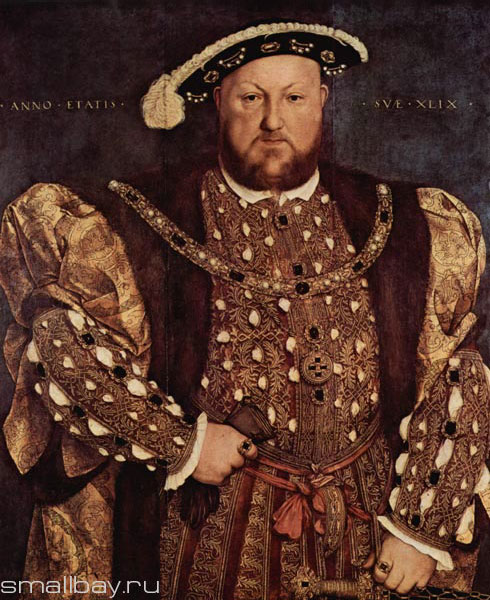 · ANNO · ETATIS · · SVÆ · XLIX ·
smallbay.ru